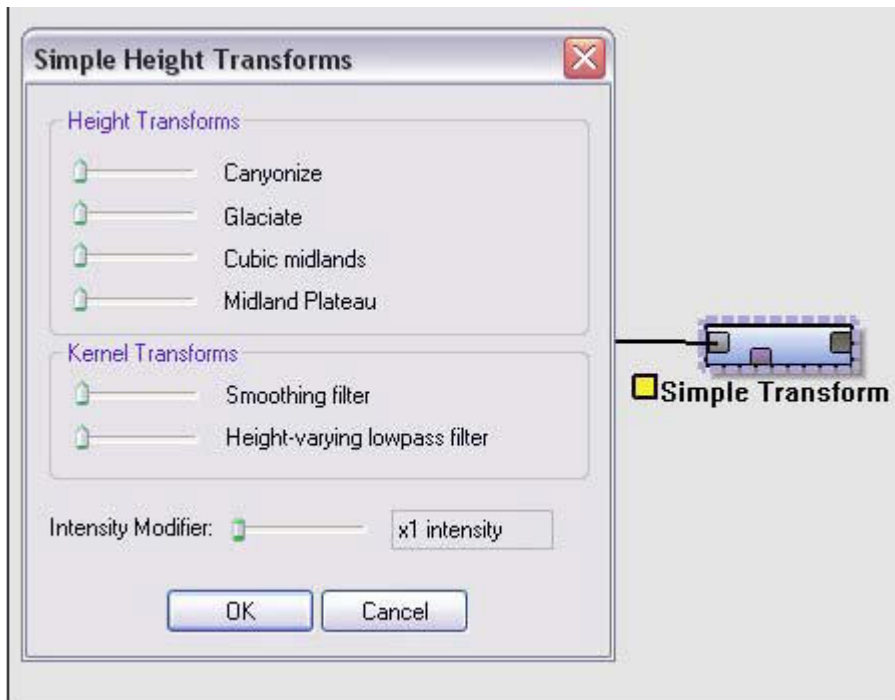 Simple Height Transforms
Height Transforms
Canyonize
Glaciate
Cubic midlands
Midland Plateau
Kernel Transforms
Smoothing filter
Height-varying lowpass filter
Intensity Modifier: x1 intensity
OK Cancel
Simple Transform